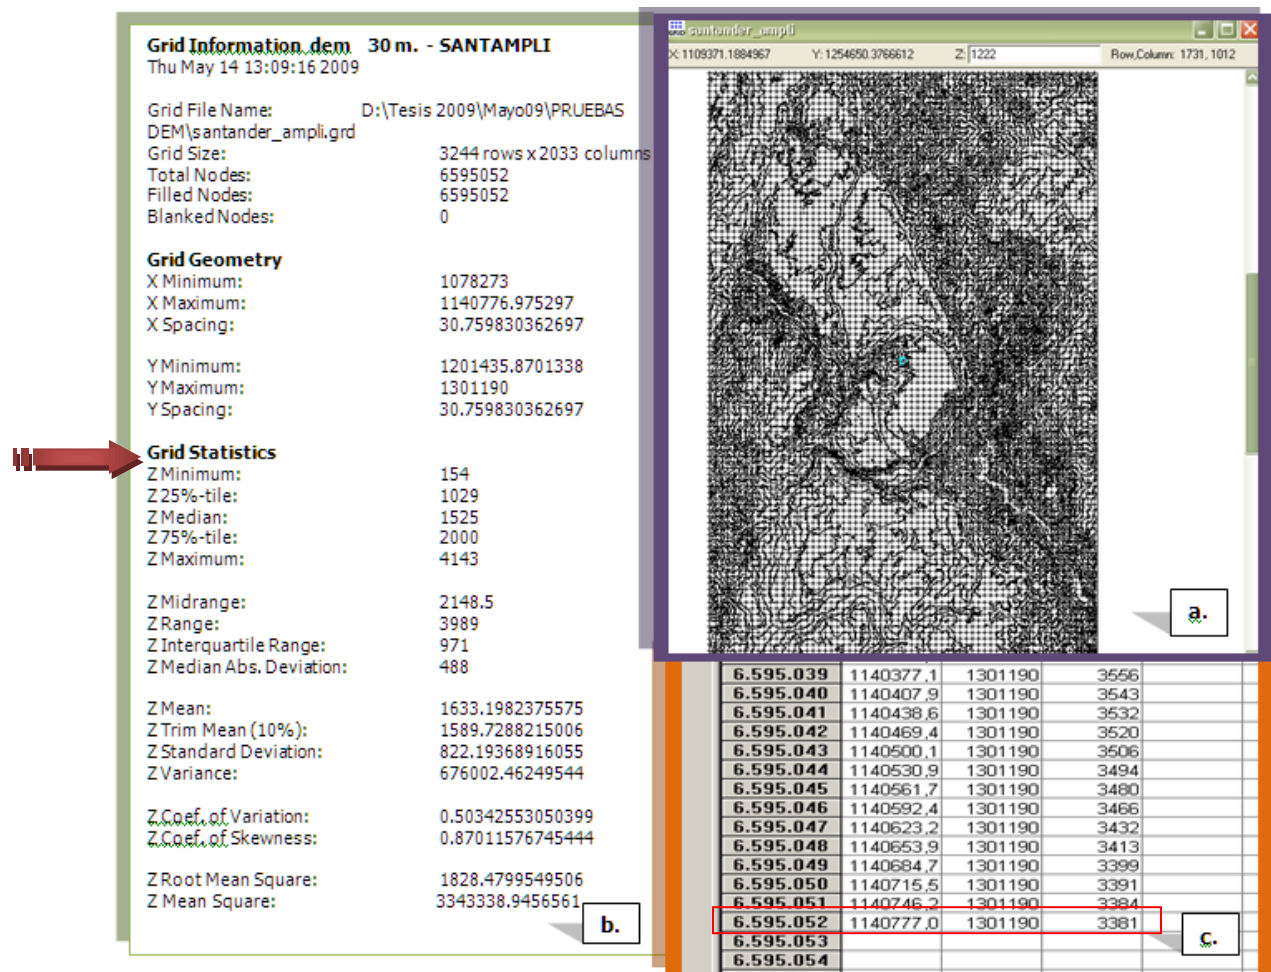 Grid Information dem 30 m. - SANTAMPLI
Thu May 14 13:09:16 2009
Grid File Name: D:\Tesis 2009\Mayo09\PRUEBAS
DEM\santander_ampli.grd
Grid Size: 3244 rows x 2033 columns
Total Nodes: 6595052
Filled Nodes: 6595052
Blanked Nodes: 0
Grid Geometry
X Minimum: 1078273
X Maximum: 1140776.975297
X Spacing: 30.759830362697
Y Minimum: 1201435.8701338
Y Maximum: 1301190
Y Spacing: 30.759830362697
Grid Statistics
Z Minimum: 154
Z 25%-tile: 1029
Z Median: 1525
Z 75%-tile: 2000
Z Maximum: 4143
Z Midrange: 2148.5
Z Range: 3989
Z Interquartile Range: 971
Z Median Abs. Deviation: 488
Z Mean: 1633.1982375575
Z Trim Mean (10%): 1589.7288215006
Z Standard Deviation: 822.19368916055
Z Variance: 676002.46249544
Z Coef. of Variation: 0.50342553050399
Z Coef. of Skewness: 0.87011576745444
Z Root Mean Square: 1828.4799549506
Z Mean Square: 3343338.9456561
b.
santander_ampli
X: 1109371.1884967 Y: 1254650.3766612 Z: 1222 Row,Column: 1731, 1012
a.
6.595.039 1140377,1 1301190 3556
6.595.040 1140407,9 1301190 3543
6.595.041 1140438,6 1301190 3532
6.595.042 1140469,4 1301190 3520
6.595.043 1140500,1 1301190 3506
6.595.044 1140530,9 1301190 3494
6.595.045 1140561,7 1301190 3480
6.595.046 1140592,4 1301190 3466
6.595.047 1140623,2 1301190 3432
6.595.048 1140653,9 1301190 3413
6.595.049 1140684,7 1301190 3399
6.595.050 1140715,5 1301190 3391
6.595.051 1140746,2 1301190 3384
6.595.052 1140777,0 1301190 3381
6.595.053
6.595.054
c.